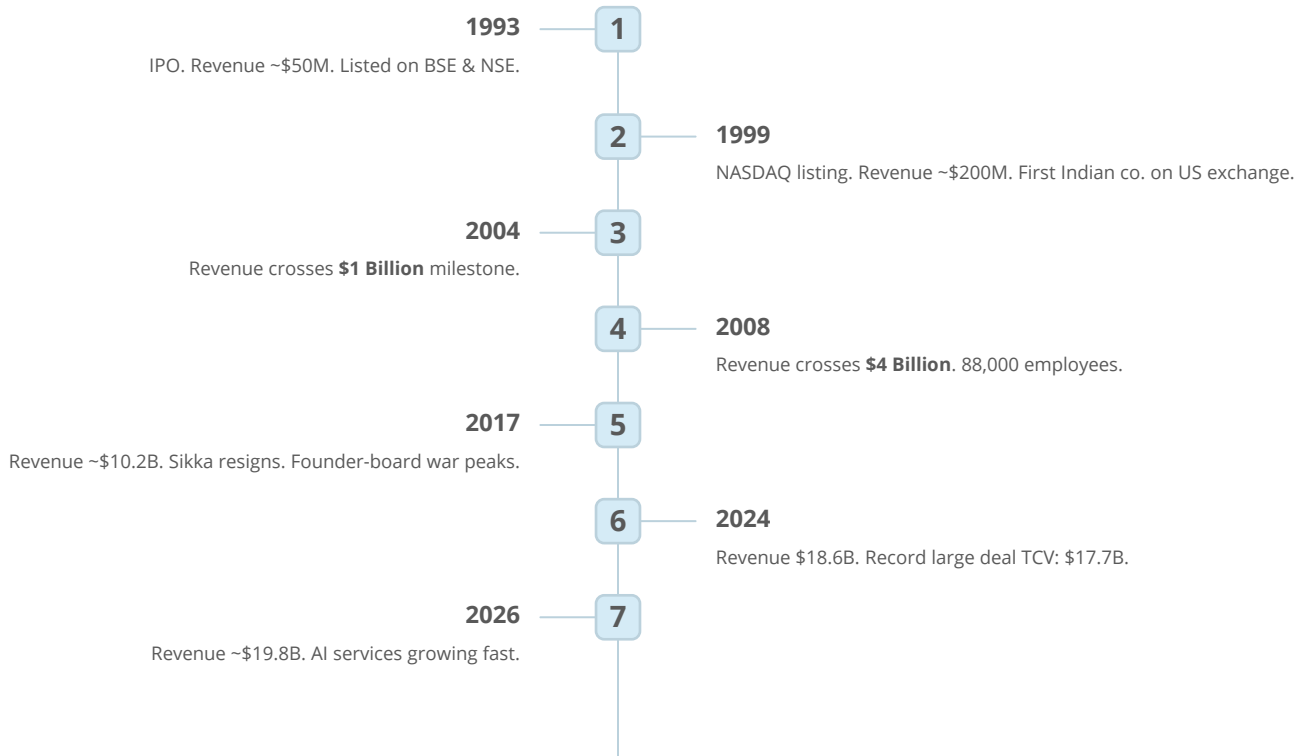 1993
1
IPO. Revenue ~$50M. Listed on BSE & NSE.
2
1999
NASDAQ listing. Revenue ~$200M. First Indian co. on US exchange.
2004
3
Revenue crosses $1 Billion milestone.
4
2008
Revenue crosses $4 Billion. 88,000 employees.
2017
5
Revenue ~$10.2B. Sikka resigns. Founder-board war peaks.
6
2024
Revenue $18.6B. Record large deal TCV: $17.7B.
2026
7
Revenue ~$19.8B. AI services growing fast.